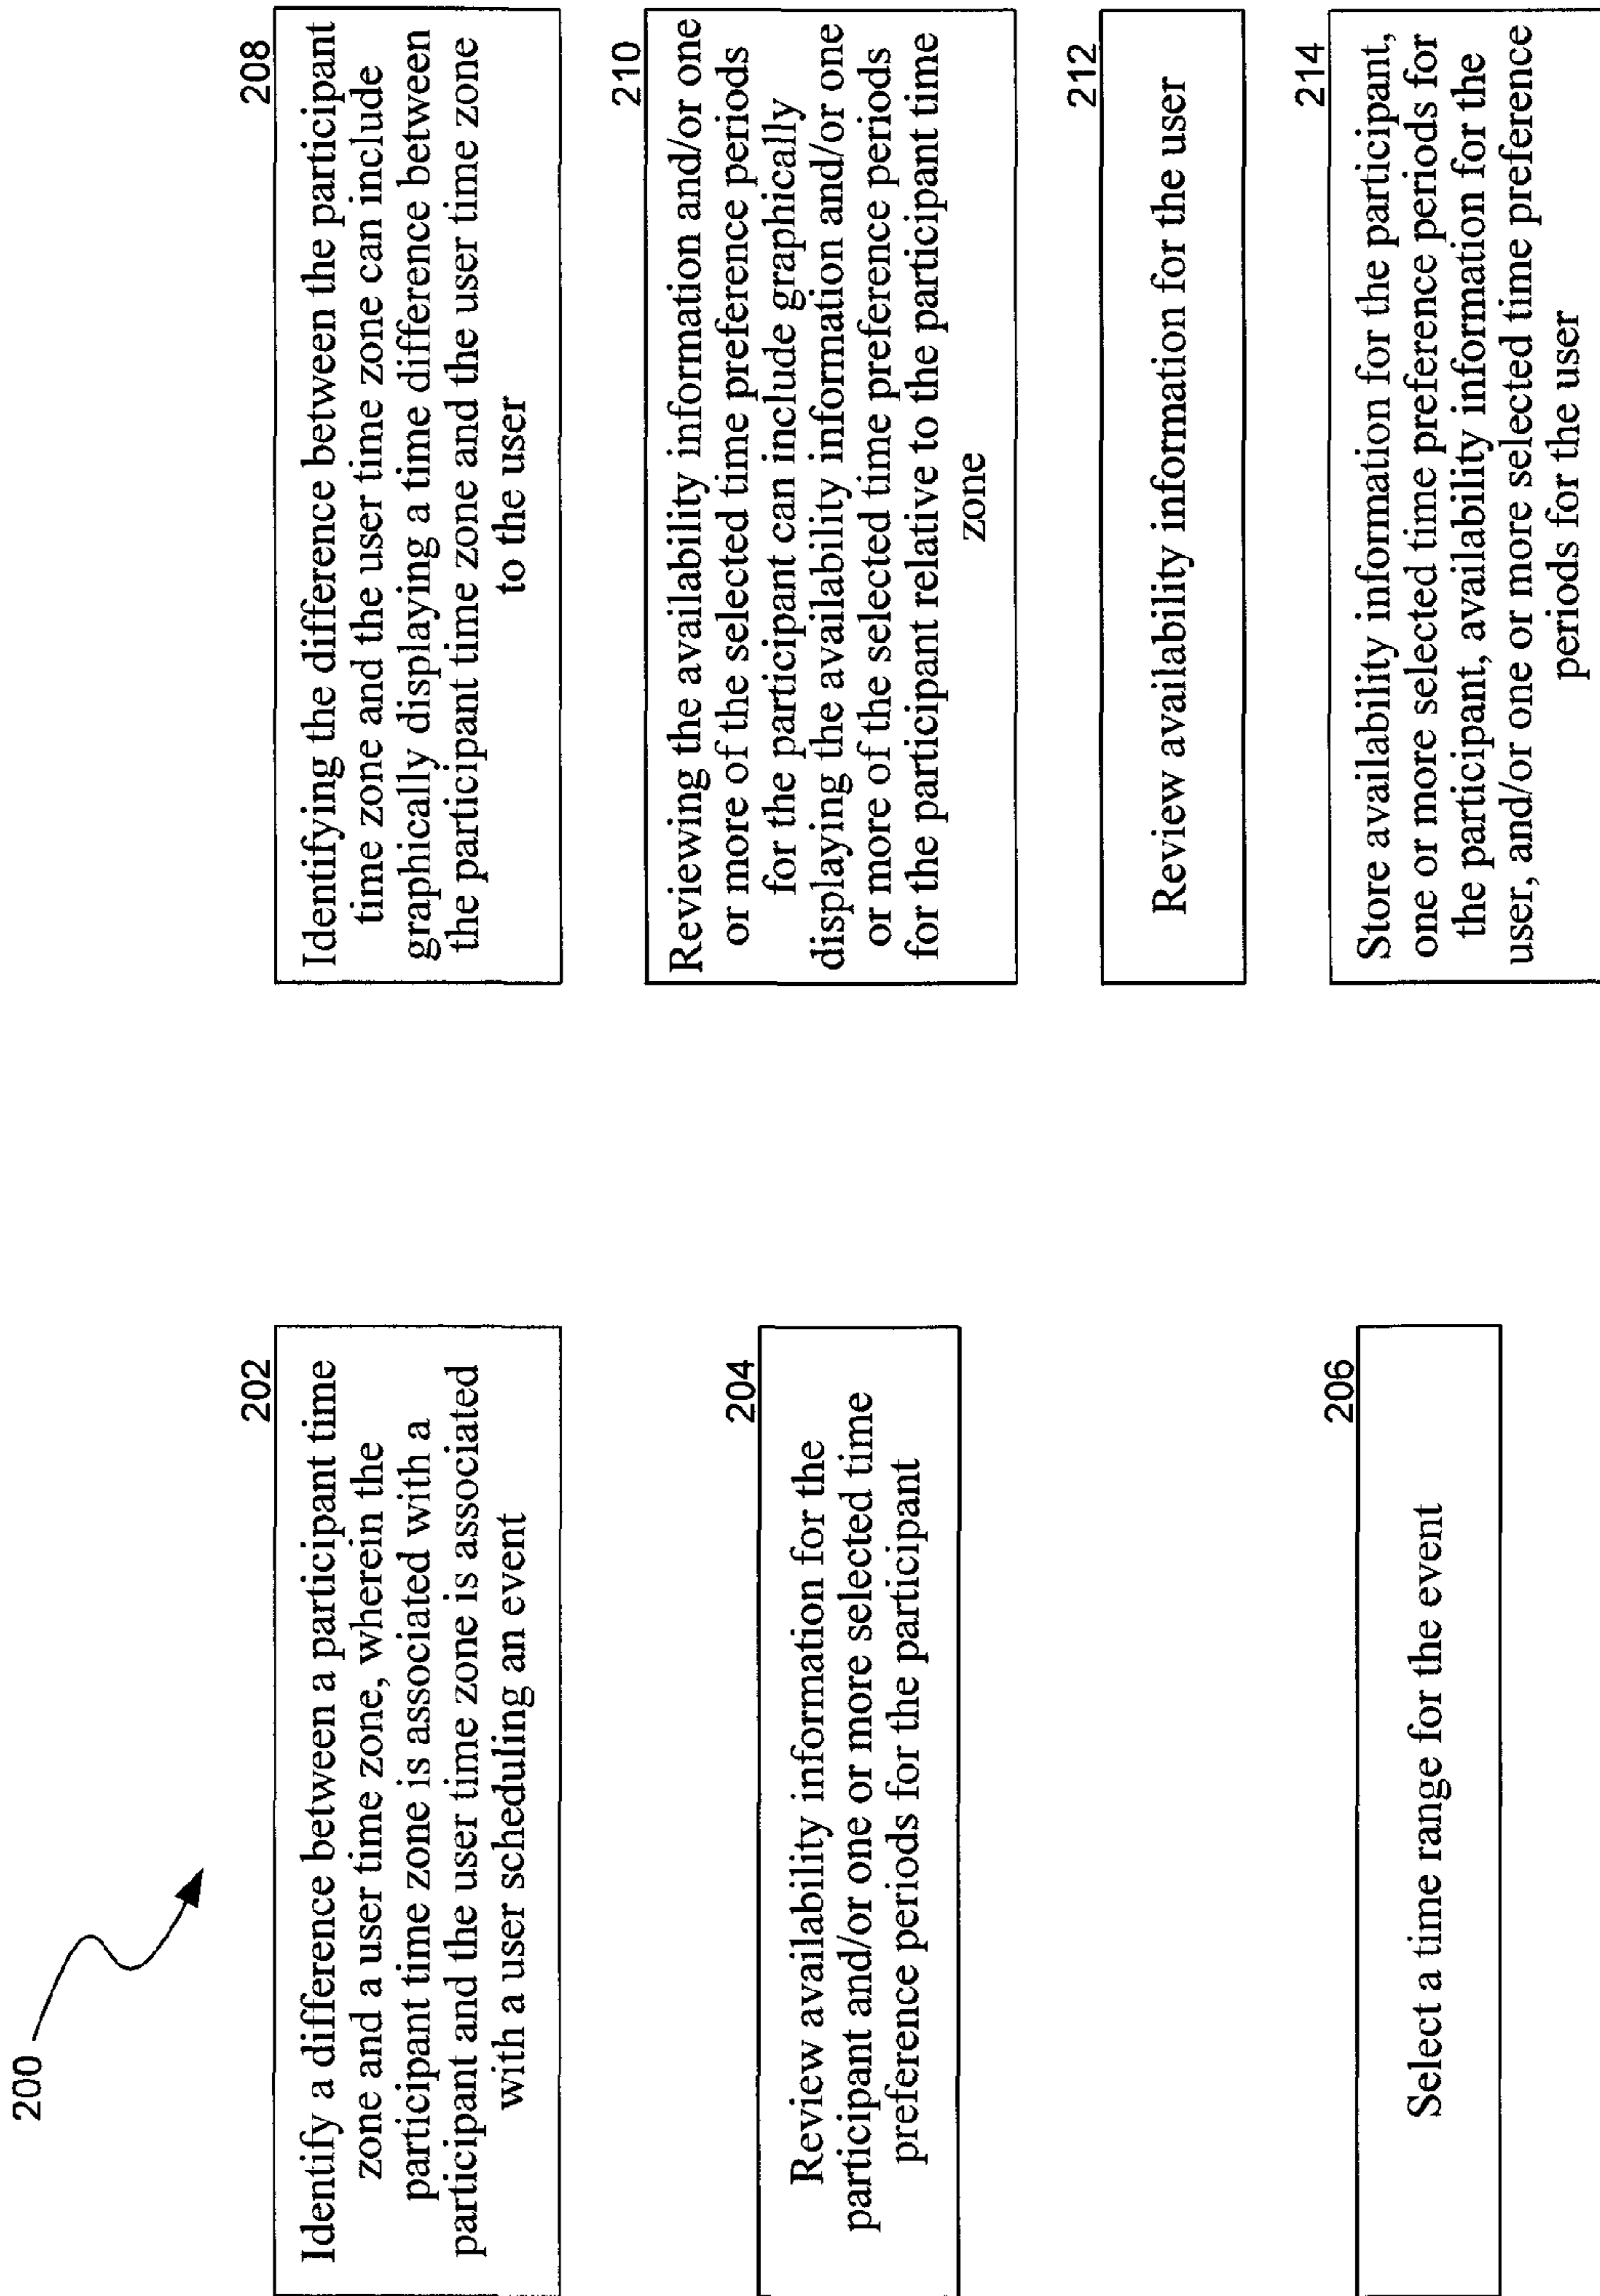 200
202
Identify a difference between a participant time
zone and a user time zone, wherein the
participant time zone is associated with a
participant and the user time zone is associated
with a user scheduling an event
204
Review availability information for the
participant and/or one or more selected time
preference periods for the participant
206
Select a time range for the event
208
Identifying the difference between the participant
time zone and the user time zone can include
graphically displaying a time difference between
the participant time zone and the user time zone
to the user
210
Reviewing the availability information and/or one
or more of the selected time preference periods
for the participant can include graphically
displaying the availability information and/or one
or more of the selected time preference periods
for the participant relative to the participant time
zone
212
Review availability information for the user
214
Store availability information for the participant,
one or more selected time preference periods for
the participant, availability information for the
user, and/or one or more selected time preference
periods for the user